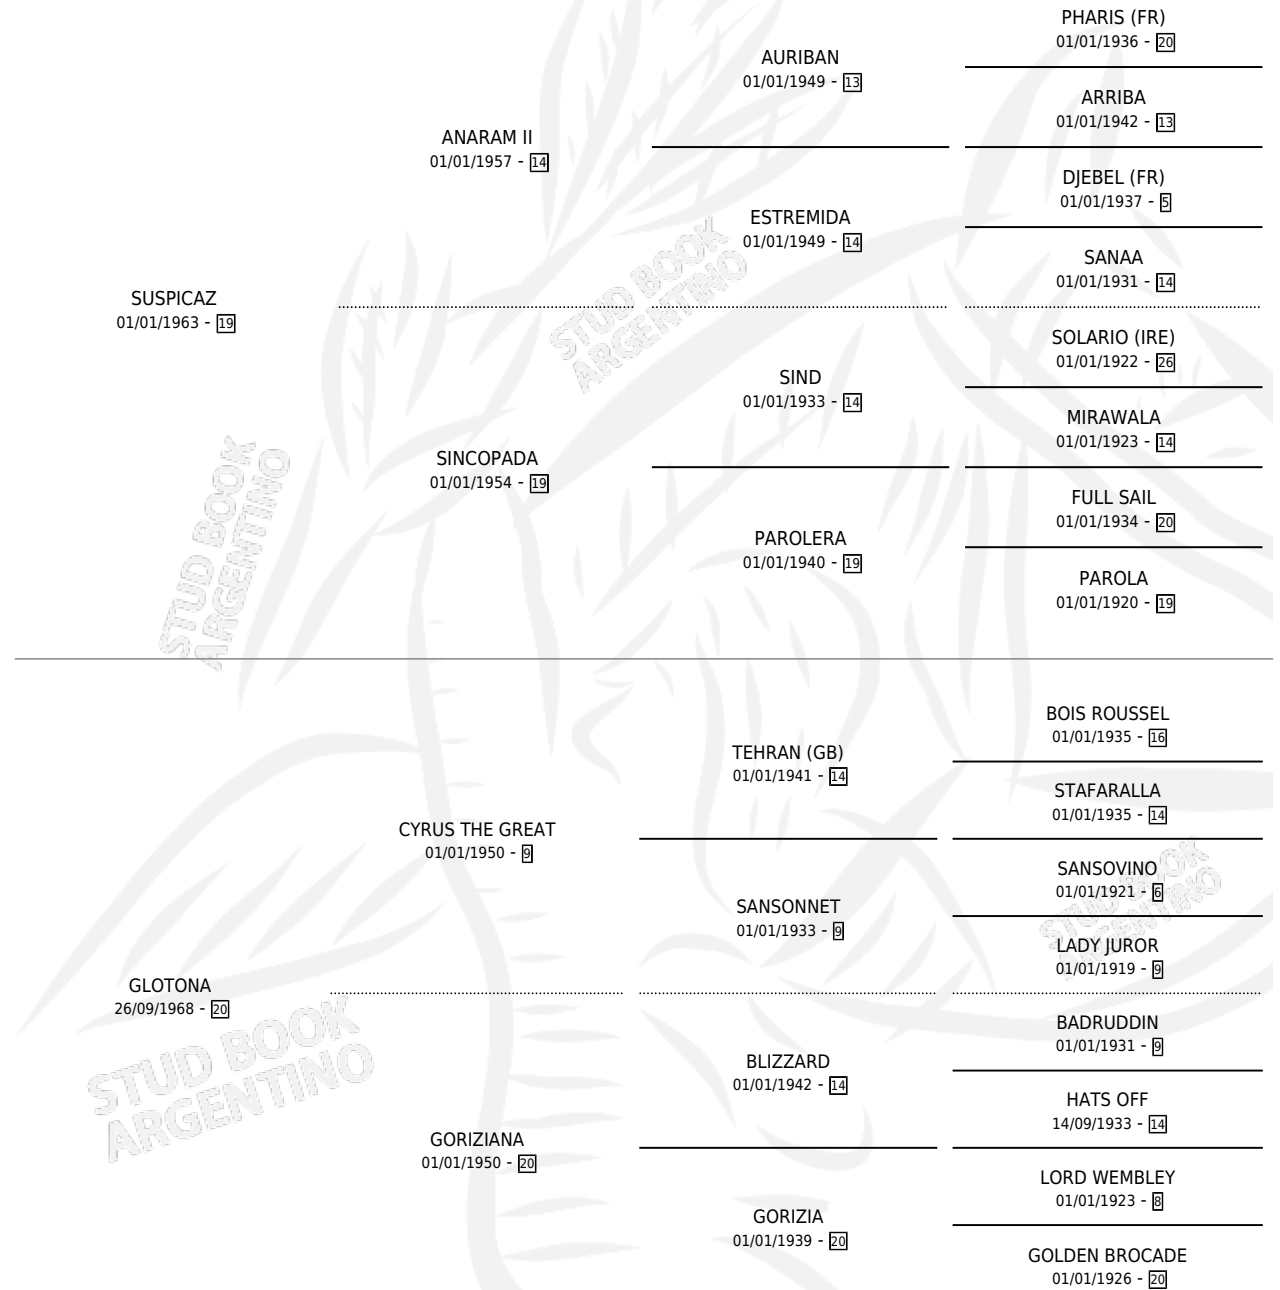 PHARIS (FR)
01/01/1936 - 20
AURIBAN
01/01/1949 - 13
ARRIBA
01/01/1942 - 13
ANARAM II
01/01/1957 - 14
DJEBEL (FR)
01/01/1937 - 5
ESTREMIDA
01/01/1949 - 14
SANAA
01/01/1931 - 14
SUSPICAZ
01/01/1963 - 19
SOLARIO (IRE)
01/01/1922 - 26
SIND
01/01/1933 - 14
MIRAWALA
01/01/1923 - 14
SINCOPADA
01/01/1954 - 19
FULL SAIL
01/01/1934 - 20
PAROLERA
01/01/1940 - 19
PAROLA
01/01/1920 - 19
STUD BOOK
ARGENTINO
STUD BOOK
ARGENTINO
BOIS ROUSSEL
01/01/1935 - 16
TEHRAN (GB)
01/01/1941 - 14
STAFARALLA
01/01/1935 - 14
CYRUS THE GREAT
01/01/1950 - 9
SANSOVINO
01/01/1921 - 6
SANSONNET
01/01/1933 - 9
LADY JUROR
01/01/1919 - 9
GLOTONA
26/09/1968 - 20
BADRUDDIN
01/01/1931 - 9
BLIZZARD
01/01/1942 - 14
HATS OFF
14/09/1933 - 14
GORIZIANA
01/01/1950 - 20
LORD WEMBLEY
01/01/1923 - 8
GORIZIA
01/01/1939 - 20
GOLDEN BROCADE
01/01/1926 - 20
STUD BOOK
ARGENTINO
STUD BOOK
ARGENTINO